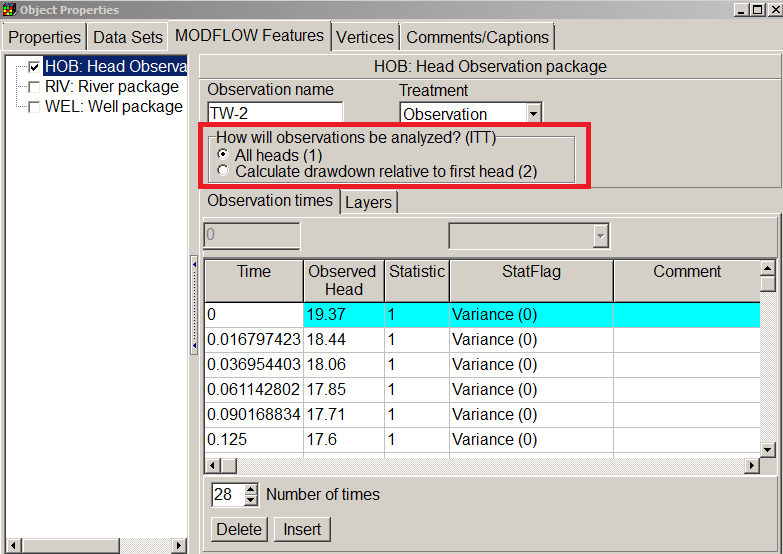 Object Properties
Properties Data Sets MODFLOW Features Vertices Comments/Captions
HOB: Head Observa
RIV: River package
WEL: Well package
HOB: Head Observation package
Observation name Treatment
TW-2 Observation
How will observations be analyzed? (ITT)
All heads (1)
Calculate drawdown relative to first head (2)
Observation times Layers
0
Time Observed Head Statistic StatFlag Comment
0 19.37 1 Variance (0)
0.016797423 18.44 1 Variance (0)
0.036954403 18.06 1 Variance (0)
0.061142802 17.85 1 Variance (0)
0.090168834 17.71 1 Variance (0)
0.125 17.6 1 Variance (0)
28 Number of times
Delete Insert